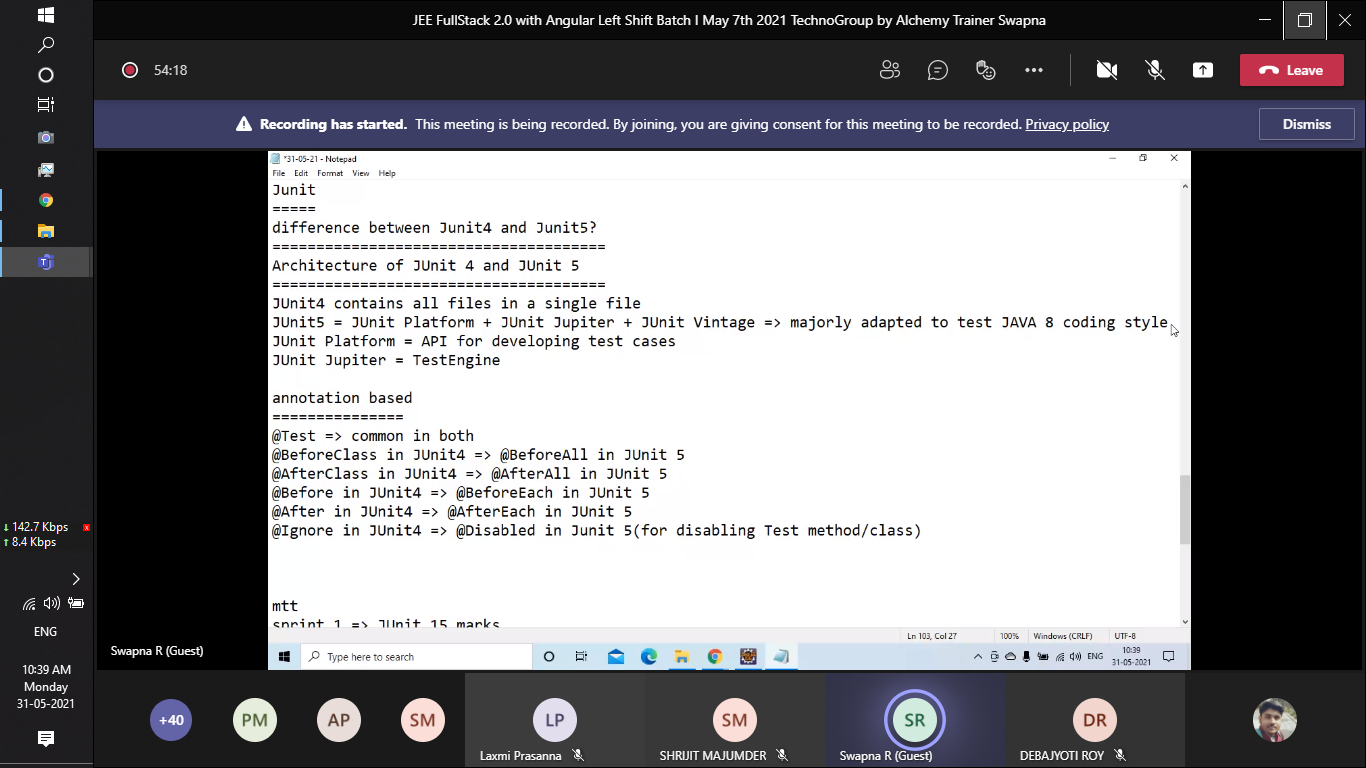 JEE FullStack 2.0 with Angular Left Shift Batch I May 7th 2021 TechnoGroup by Alchemy Trainer Swapna
54:18
Leave
Recording has started. This meeting is being recorded. By joining, you are giving consent for this meeting to be recorded. Privacy policy
Dismiss
*31-05-21 - Notepad
File Edit Format View Help
Junit
=====
difference between Junit4 and Junit5?
======================================
Architecture of JUnit 4 and JUnit 5
======================================
JUnit4 contains all files in a single file
JUnit5 = JUnit Platform + JUnit Jupiter + JUnit Vintage => majorly adapted to test JAVA 8 coding style
JUnit Platform = API for developing test cases
JUnit Jupiter = TestEngine
annotation based
===============
@Test => common in both
@BeforeClass in JUnit4 => @BeforeAll in JUnit 5
@AfterClass in JUnit4 => @AfterAll in JUnit 5
@Before in JUnit4 => @BeforeEach in JUnit 5
@After in JUnit4 => @AfterEach in JUnit 5
@Ignore in JUnit4 => @Disabled in Junit 5(for disabling Test method/class)
mtt
sprint 1 => JUnit 15 marks
Ln 103, Col 27 100% Windows (CRLF) UTF-8
Type here to search
ENG
10:39
31-05-2021
Swapna R (Guest)
142.7 Kbps
8.4 Kbps
ENG
10:39 AM
Monday
31-05-2021
+40
PM
AP
SM
LP
Laxmi Prasanna
SM
SHRIJIT MAJUMDER
SR
Swapna R (Guest)
DR
DEBAJYOTI ROY